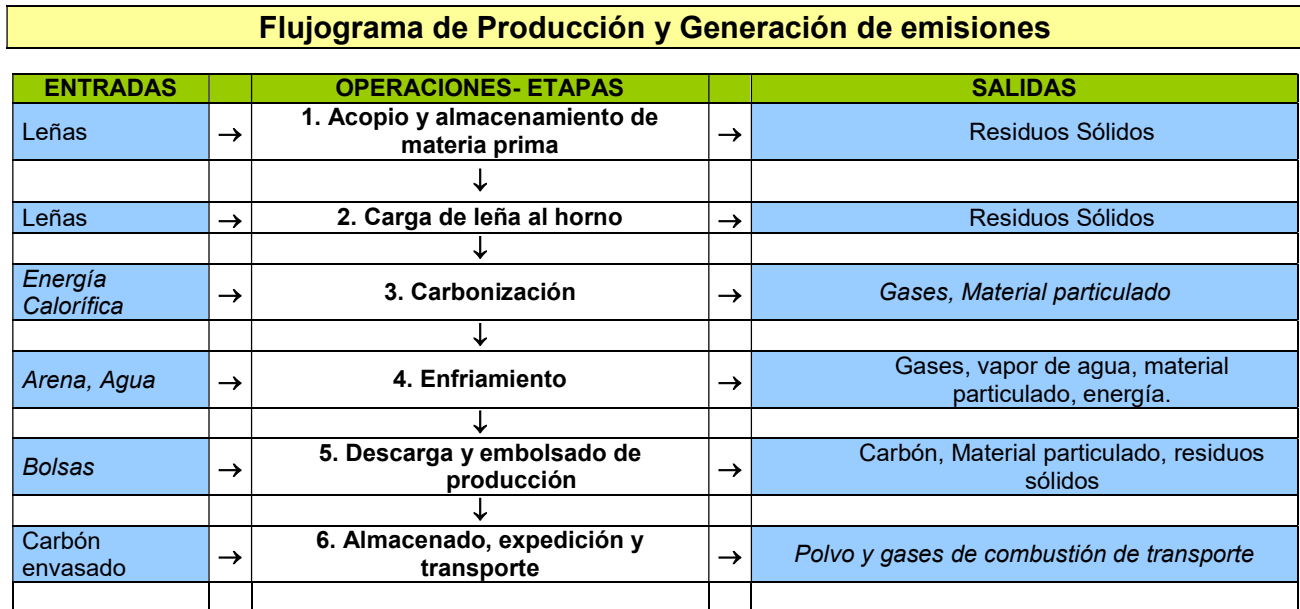 Flujograma de Producción y Generación de emisiones
ENTRADAS OPERACIONES- ETAPAS SALIDAS
Leñas → 1. Acopio y almacenamiento de
materia prima → Residuos Sólidos
↓
Leñas → 2. Carga de leña al horno → Residuos Sólidos
↓
Energía
Calorífica → 3. Carbonización → Gases, Material particulado
↓
Arena, Agua → 4. Enfriamiento → Gases, vapor de agua, material
particulado, energía.
↓
Bolsas → 5. Descarga y embolsado de
producción → Carbón, Material particulado, residuos
sólidos
↓
Carbón
envasado → 6. Almacenado, expedición y
transporte → Polvo y gases de combustión de transporte